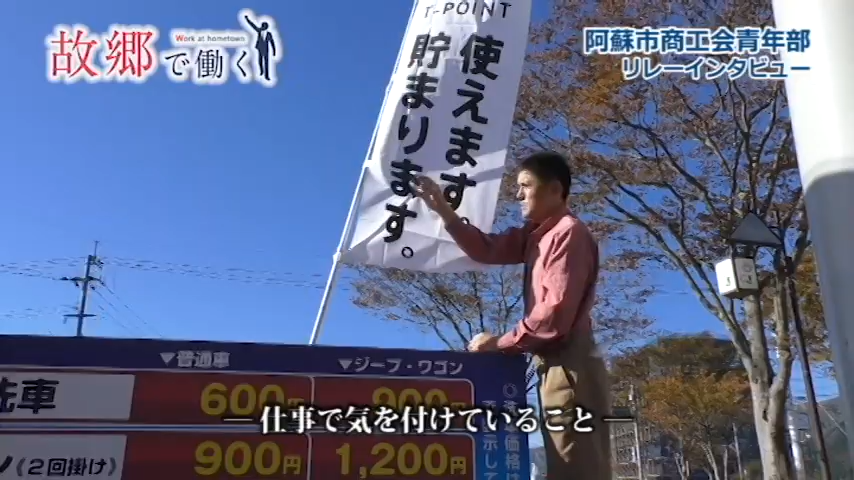 Work at hometown
故郷で働く
阿蘇市商工会青年部
リレーインタビュー
T-POINT
使えます。
貯まります。
▼普通車
▼ジープ・ワゴン
洗車
600円
900円
(2回掛け)
900円
1,200円
―仕事で気を付けていること―